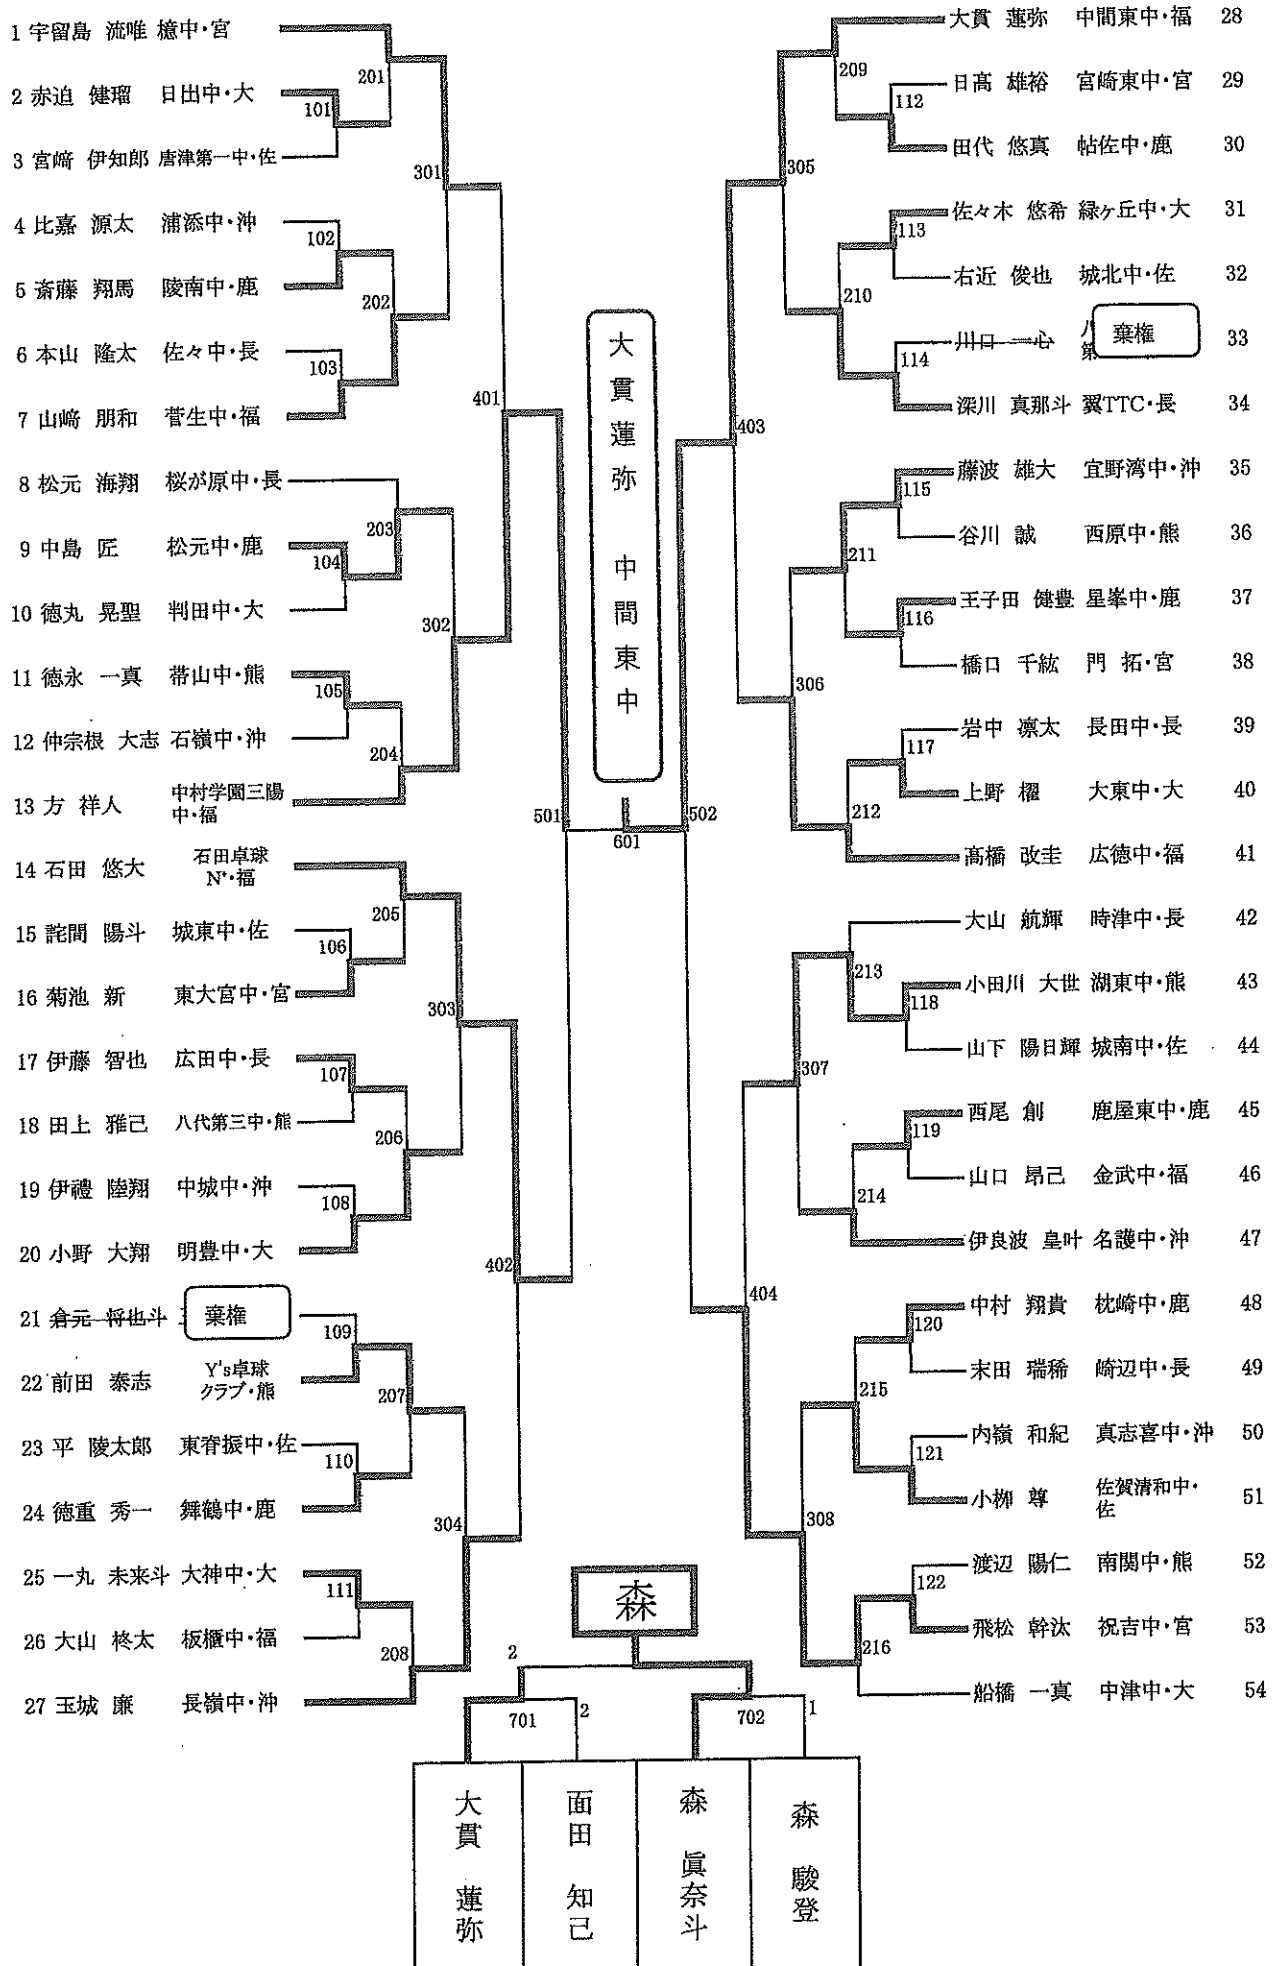 1 宇留島 流唯 檍中・宮
2 赤迫 健瑠 日出中・大
3 宮﨑 伊知郎 唐津第一中・佐
4 比嘉 源太 浦添中・沖
5 斎藤 翔馬 陵南中・鹿
6 本山 隆太 佐々中・長
7 山﨑 朋和 菅生中・福
8 松元 海翔 桜が原中・長
9 中島 匠 松元中・鹿
10 徳丸 晃聖 判田中・大
11 徳永 一真 帯山中・熊
12 仲宗根 大志 石嶺中・沖
13 方 祥人 中村学園三陽
中・福
14 石田 悠大 石田卓球
N⁺・福
15 詫間 陽斗 城東中・佐
16 菊池 新 東大宮中・宮
17 伊藤 智也 広田中・長
18 田上 雅己 八代第三中・熊
19 伊禮 陸翔 中城中・沖
20 小野 大翔 明豊中・大
21 倉元 将也斗 棄権
22 前田 泰志 Y's卓球
クラブ・熊
23 平 陵太郎 東脊振中・佐
24 徳重 秀一 舞鶴中・鹿
25 一丸 未来斗 大神中・大
26 大山 柊太 板櫃中・福
27 玉城 廉 長嶺中・沖
101
102
103
104
105
106
107
108
109
110
111
201
202
203
204
205
206
207
208
301
302
303
304
401
402
501
大貫蓮弥 中間東中
601
502
403
404
305
306
307
308
209
210
211
212
213
214
215
216
112
113
114
115
116
117
118
119
120
121
122
大貫 蓮弥 中間東中・福 28
日髙 雄裕 宮崎東中・宮 29
田代 悠真 帖佐中・鹿 30
佐々木 悠希 緑ヶ丘中・大 31
右近 俊也 城北中・佐 32
川口 一心 棄権 33
深川 真那斗 翼TTC・長 34
藤波 雄大 宜野湾中・沖 35
谷川 誠 西原中・熊 36
王子田 健豊 星峯中・鹿 37
橋口 千紘 門 拓・宮 38
岩中 凛太 長田中・長 39
上野 櫂 大東中・大 40
髙橋 改圭 広徳中・福 41
大山 航輝 時津中・長 42
小田川 大世 湖東中・熊 43
山下 陽日輝 城南中・佐 44
西尾 創 鹿屋東中・鹿 45
山口 昂己 金武中・福 46
伊良波 皇叶 名護中・沖 47
中村 翔貴 枕崎中・鹿 48
末田 瑞稀 崎辺中・長 49
内嶺 和紀 真志喜中・沖 50
小栁 尊 佐賀清和中・
佐 51
渡辺 陽仁 南関中・熊 52
飛松 幹汰 祝吉中・宮 53
船橋 一真 中津中・大 54
森
2
701
2
702
1
大貫 蓮弥
面田 知己
森 眞奈斗
森 駿登